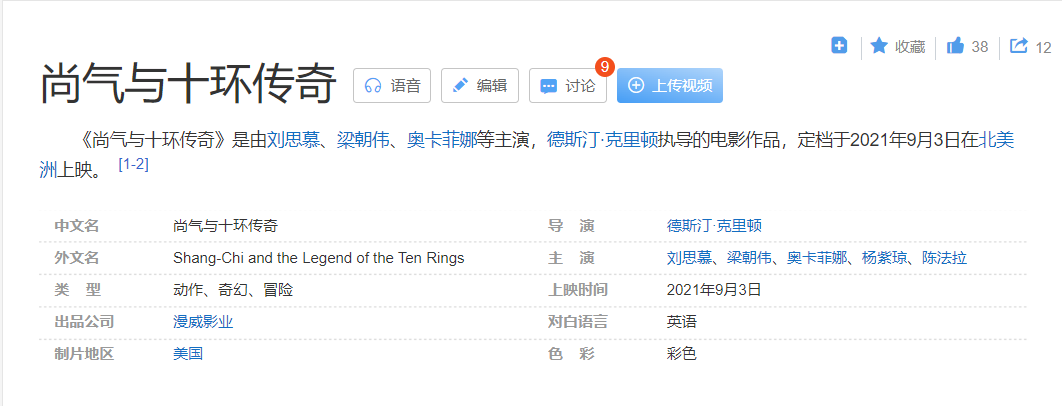 收藏 38 12
尚气与十环传奇 语音 编辑 讨论 9 上传视频
《尚气与十环传奇》是由刘思慕、梁朝伟、奥卡菲娜等主演，德斯汀·克里顿执导的电影作品，定档于2021年9月3日在北美
洲上映。 [1-2]
中文名 尚气与十环传奇 导 演 德斯汀·克里顿
外文名 Shang-Chi and the Legend of the Ten Rings 主 演 刘思慕、梁朝伟、奥卡菲娜、杨紫琼、陈法拉
类 型 动作、奇幻、冒险 上映时间 2021年9月3日
出品公司 漫威影业 对白语言 英语
制片地区 美国 色 彩 彩色